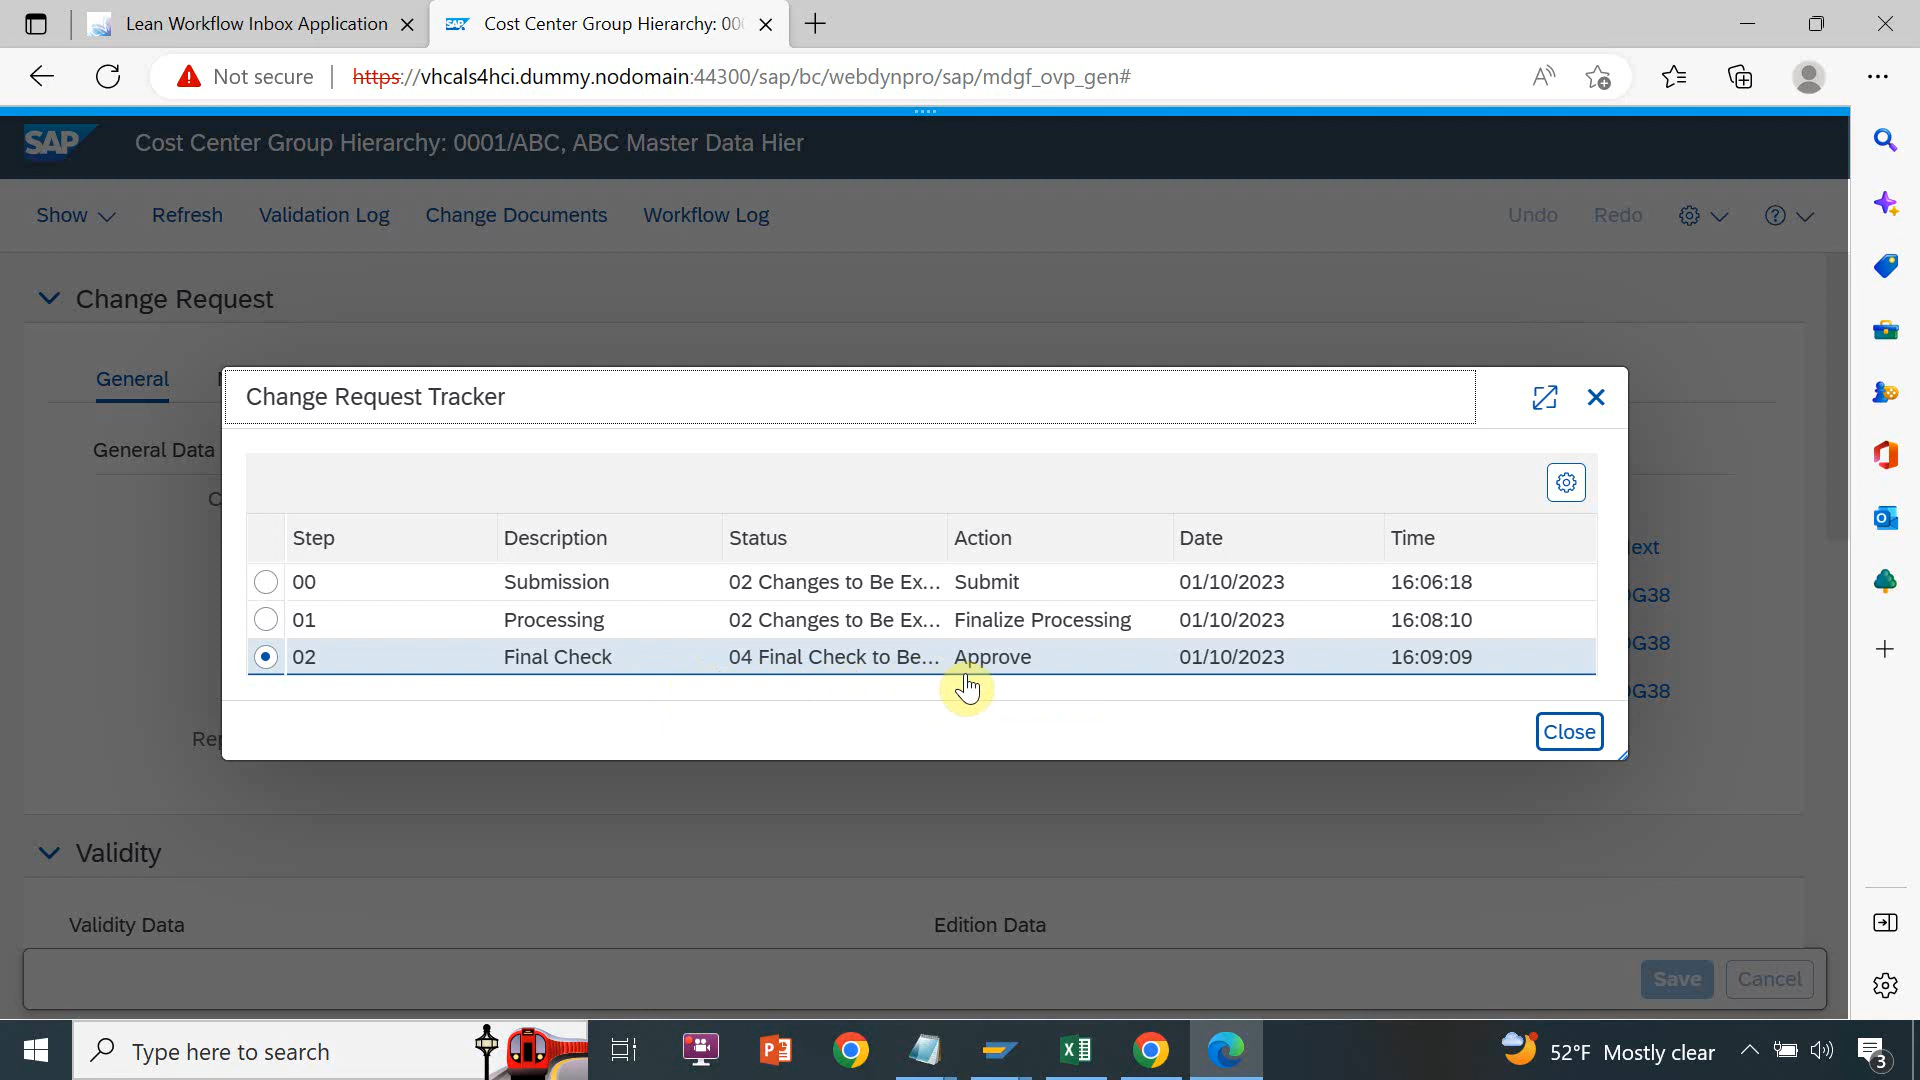 Lean Workflow Inbox Application
Cost Center Group Hierarchy: 00
Not secure https://vhcals4hci.dummy.nodomain:44300/sap/bc/webdynpro/sap/mdgf_ovp_gen#
SAP Cost Center Group Hierarchy: 0001/ABC, ABC Master Data Hier
Show Refresh Validation Log Change Documents Workflow Log Undo Redo
Change Request
General
General Data
Change Request Tracker
Step Description Status Action Date Time
00 Submission 02 Changes to Be Ex... Submit 01/10/2023 16:06:18
01 Processing 02 Changes to Be Ex... Finalize Processing 01/10/2023 16:08:10
02 Final Check 04 Final Check to Be... Approve 01/10/2023 16:09:09
Close
Validity
Validity Data Edition Data
Save Cancel
Type here to search
52°F Mostly clear
3